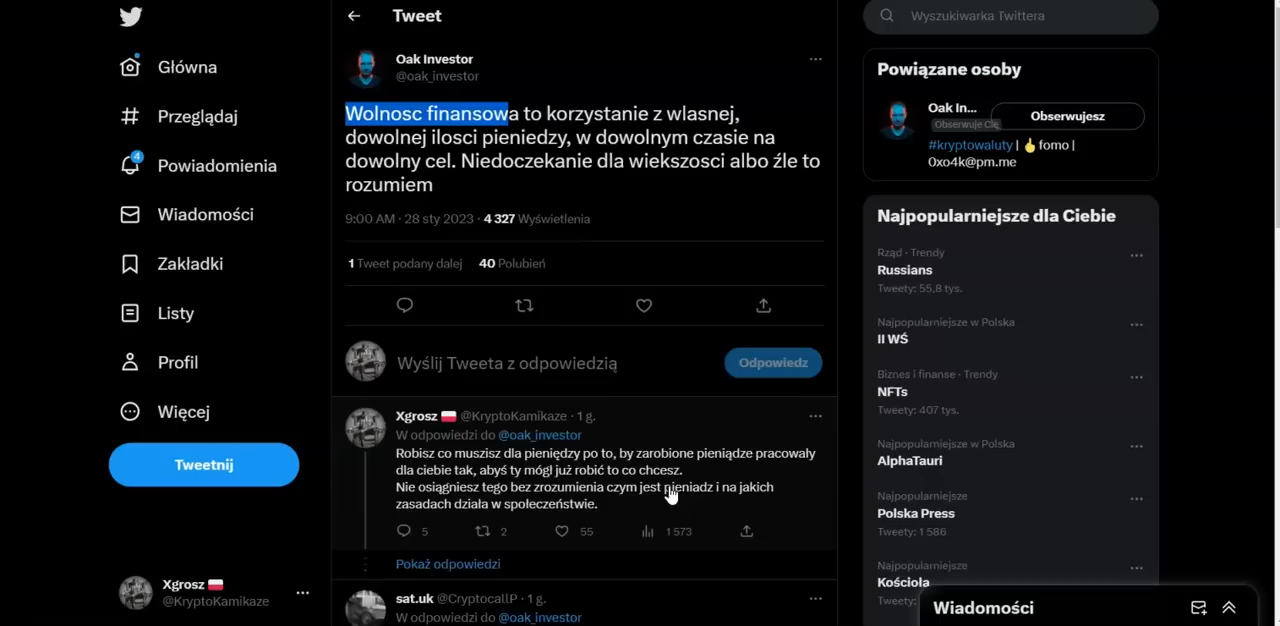 Główna
Przeglądaj
4
Powiadomienia
Wiadomości
Zakładki
Listy
Profil
Więcej
Tweetnij
Xgrosz
@KryptoKamikaze
Tweet
Oak Investor
@oak_investor
Wolnosc finansowa to korzystanie z wlasnej,
dowolnej ilosci pieniedzy, w dowolnym czasie na
dowolny cel. Niedoczekanie dla wiekszosci albo źle to
rozumiem
9:00 AM · 28 sty 2023 · 4 327 Wyświetlenia
1 Tweet podany dalej 40 Polubień
Wyślij Tweeta z odpowiedzią
Odpowiedz
Xgrosz @KryptoKamikaze · 1 g.
W odpowiedzi do @oak_investor
Robisz co muszisz dla pieniędzy po to, by zarobione pieniądze pracowaly
dla ciebie tak, abyś ty mógł już robić to co chcesz.
Nie osiągniesz tego bez zrozumienia czym jest pieniadz i na jakich
zasadach działa w społeczeństwie.
5 2 55 1 573
Pokaż odpowiedzi
sat.uk @CryptocallP · 1 g.
W odpowiedzi do @oak_investor
Wyszukiwarka Twittera
Powiązane osoby
Oak In...
Obserwuje Cię
Obserwujesz
#kryptowaluty | 🖕fomo |
0xo4k@pm.me
Najpopularniejsze dla Ciebie
Rząd · Trendy
Russians
Tweety: 55,8 tys.
Najpopularniejsze w Polska
II WŚ
Biznes i finanse · Trendy
NFTs
Tweety: 407 tys.
Najpopularniejsze w Polska
AlphaTauri
Najpopularniejsze
Polska Press
Tweety: 1 586
Najpopularniejsze
Kościoła
Tweety:
Wiadomości